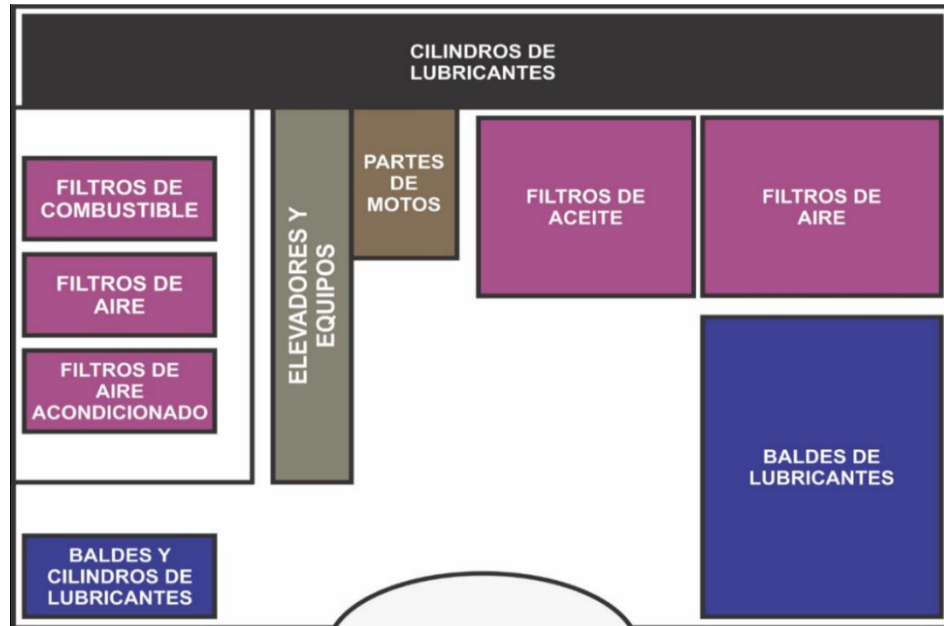 CILINDROS DE
LUBRICANTES
FILTROS DE
COMBUSTIBLE
FILTROS DE
AIRE
FILTROS DE
AIRE
ACONDICIONADO
BALDES Y
CILINDROS DE
LUBRICANTES
ELEVADORES Y
EQUIPOS
PARTES
DE
MOTOS
FILTROS DE
ACEITE
FILTROS DE
AIRE
BALDES DE
LUBRICANTES